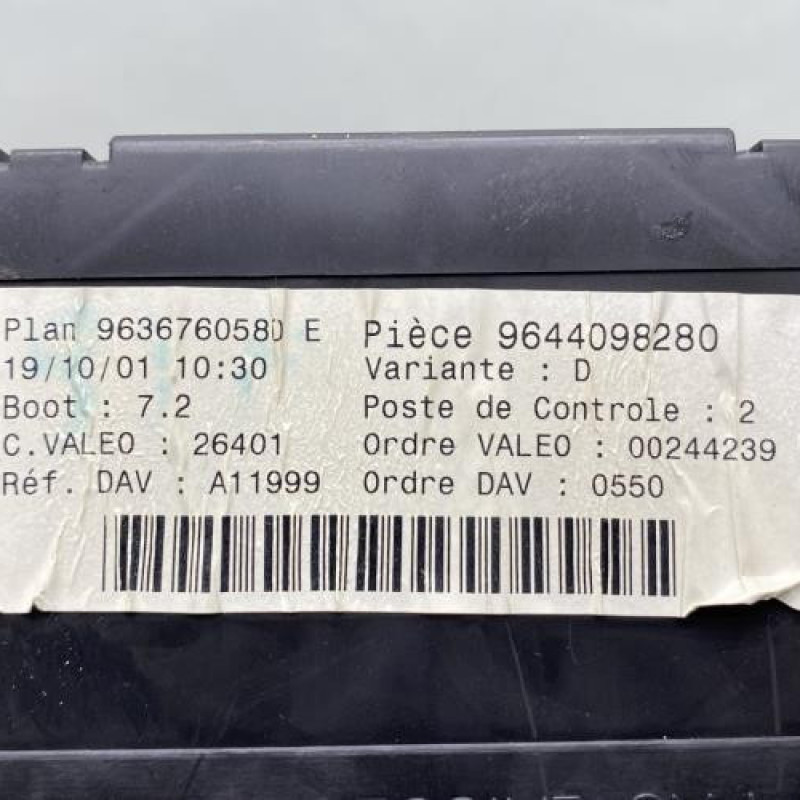 Plan 9636760580 E Pièce 9644098280
19/10/01 10:30 Variante : D
Boot : 7.2 Poste de Controle : 2
C.VALEO : 26401 Ordre VALEO : 00244239
Réf. DAV : A11999 Ordre DAV : 0550